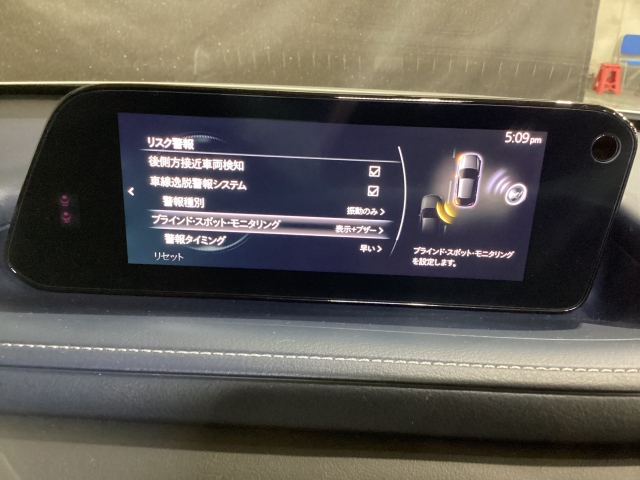 リスク警報
5:09 pm
後側方接近車両検知
車線逸脱警報システム
警報種別
振動のみ
ブラインド・スポット・モニタリング
表示+ブザー
警報タイミング
早い
リセット
ブラインド・スポット・モニタリング
を設定します。